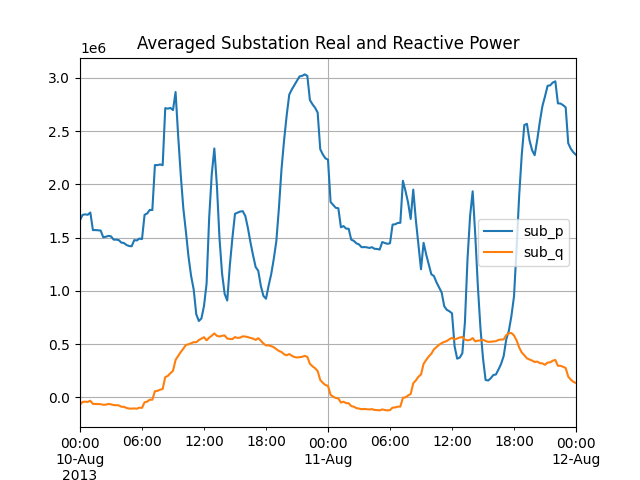 Averaged Substation Real and Reactive Power
1e6
3.0
2.5
2.0
1.5
1.0
0.5
0.0
sub_p
sub_q
00:00 06:00 12:00 18:00 00:00 06:00 12:00 18:00 00:00
10-Aug 11-Aug 12-Aug
2013